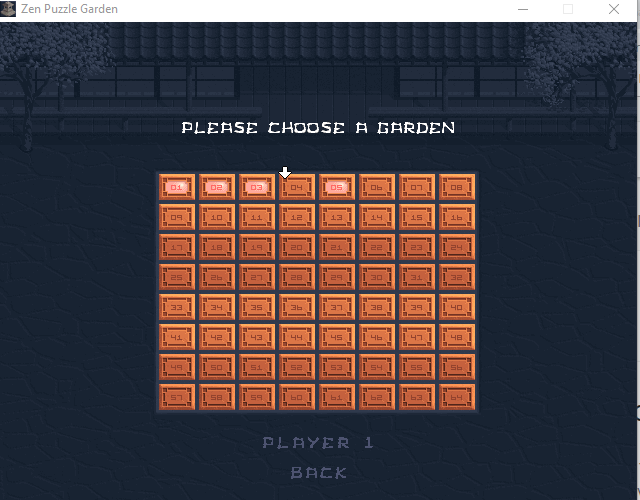 Zen Puzzle Garden
PLEASE CHOOSE A GARDEN
01 02 03 04 05 06 07 08
09 10 11 12 13 14 15 16
17 18 19 20 21 22 23 24
25 26 27 28 29 30 31 32
33 34 35 36 37 38 39 40
41 42 43 44 45 46 47 48
49 50 51 52 53 54 55 56
57 58 59 60 61 62 63 64
PLAYER 1
BACK